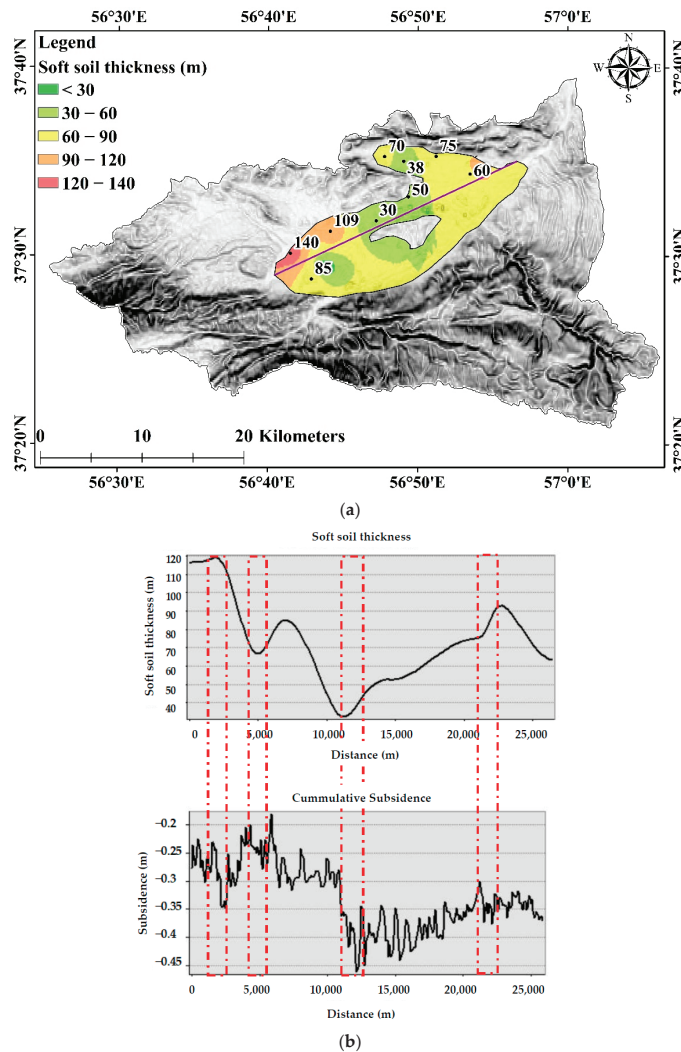 56°30'E 56°40'E 56°50'E 57°0'E
37°40'N 37°40'N
Legend
Soft soil thickness (m)
< 30
30 – 60
60 – 90
90 – 120
120 – 140
N
W E
S
70 75
38 60
50
30
109
140
85
37°30'N 37°30'N
0 10 20 Kilometers
37°20'N 37°20'N
56°30'E 56°40'E 56°50'E 57°0'E
(a)
Soft soil thickness
Soft soil thickness (m)
120
110
100
90
80
70
60
50
40
0 5,000 10,000 15,000 20,000 25,000
Distance (m)
Cummulative Subsidence
Subsidence (m)
−0.2
−0.25
−0.3
−0.35
−0.4
−0.45
0 5,000 10,000 15,000 20,000 25,000
Distance (m)
(b)